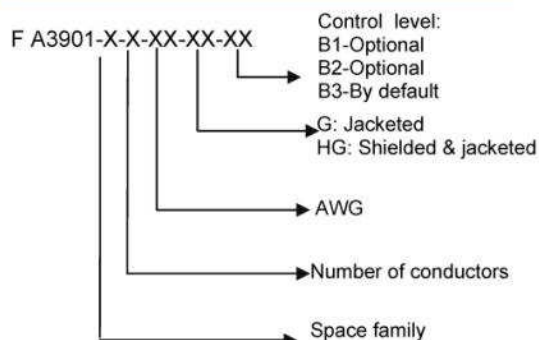 Control level:
F A3901-X-X-XX-XX-XX
B1-Optional
B2-Optional
B3-By default
G: Jacketed
HG: Shielded & jacketed
AWG
Number of conductors
Space family